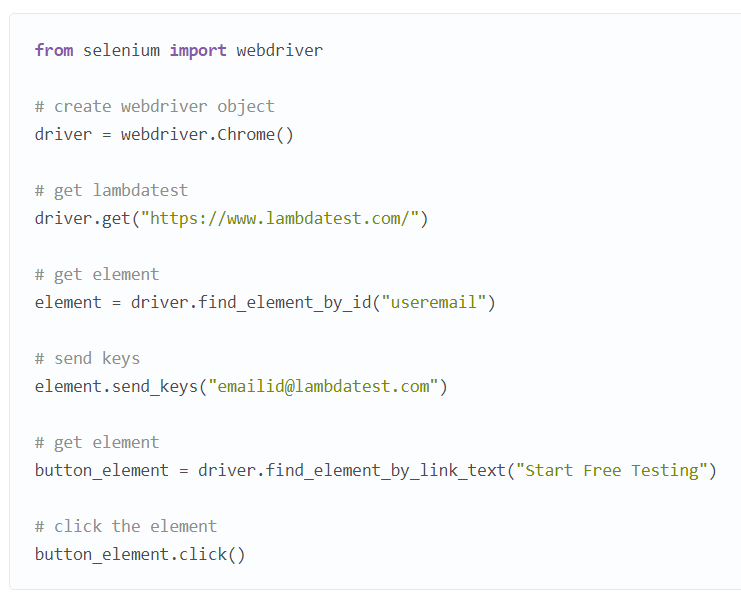 from selenium import webdriver
# create webdriver object
driver = webdriver.Chrome()
# get lambdatest
driver.get("https://www.lambdatest.com/")
# get element
element = driver.find_element_by_id("useremail")
# send keys
element.send_keys("emailid@lambdatest.com")
# get element
button_element = driver.find_element_by_link_text("Start Free Testing")
# click the element
button_element.click()